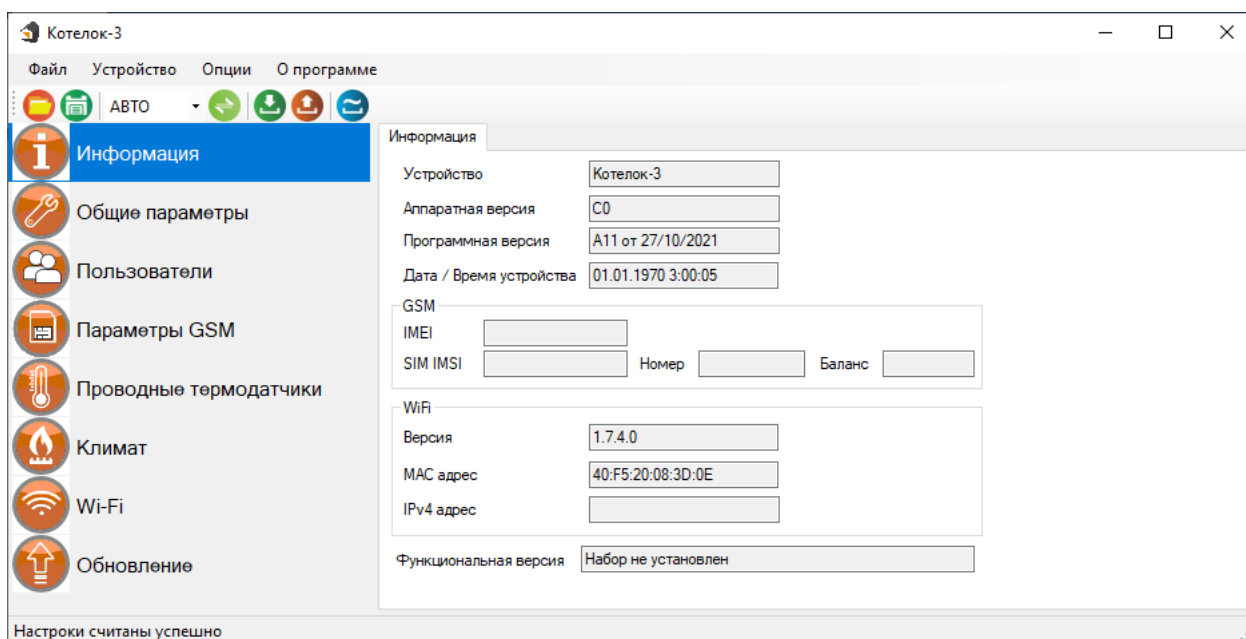 Котелок-3
Файл Устройство Опции О программе
АВТО
Информация
Общие параметры
Пользователи
Параметры GSM
Проводные термодатчики
Климат
Wi-Fi
Обновление
Информация
Устройство Котелок-3
Аппаратная версия C0
Программная версия A11 от 27/10/2021
Дата / Время устройства 01.01.1970 3:00:05
GSM
IMEI
SIM IMSI Номер Баланс
WiFi
Версия 1.7.4.0
MAC адрес 40:F5:20:08:3D:0E
IPv4 адрес
Функциональная версия Набор не установлен
Настроки считаны успешно